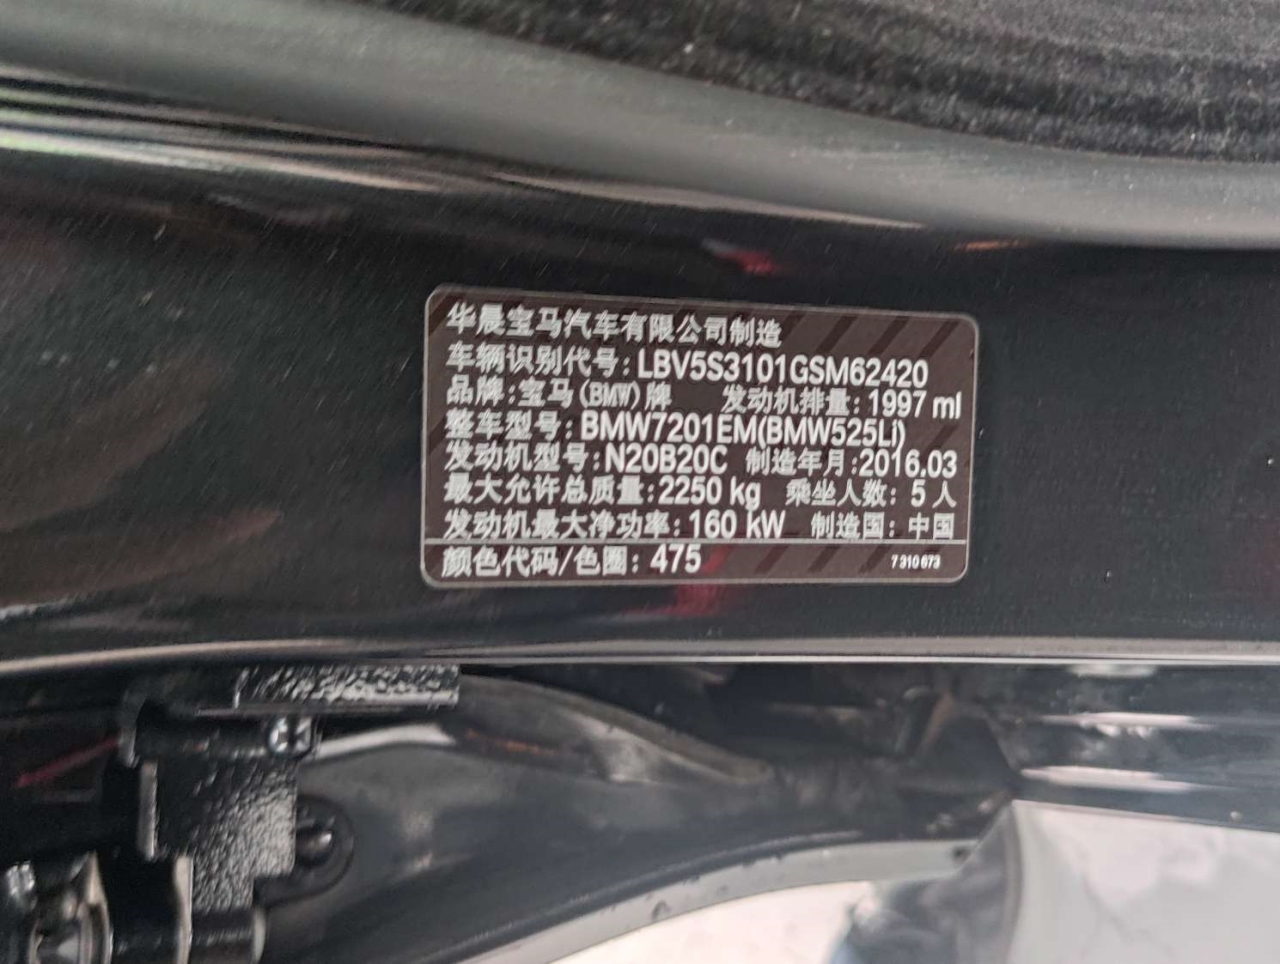 华晨宝马汽车有限公司制造
车辆识别代号: LBV5S3101GSM62420
品牌: 宝马(BMW)牌 发动机排量: 1997 ml
整车型号: BMW7201EM(BMW525Li)
发动机型号: N20B20C 制造年月: 2016.03
最大允许总质量: 2250 kg 乘坐人数: 5 人
发动机最大净功率: 160 kW 制造国: 中国
颜色代码/色圈: 475 7310673